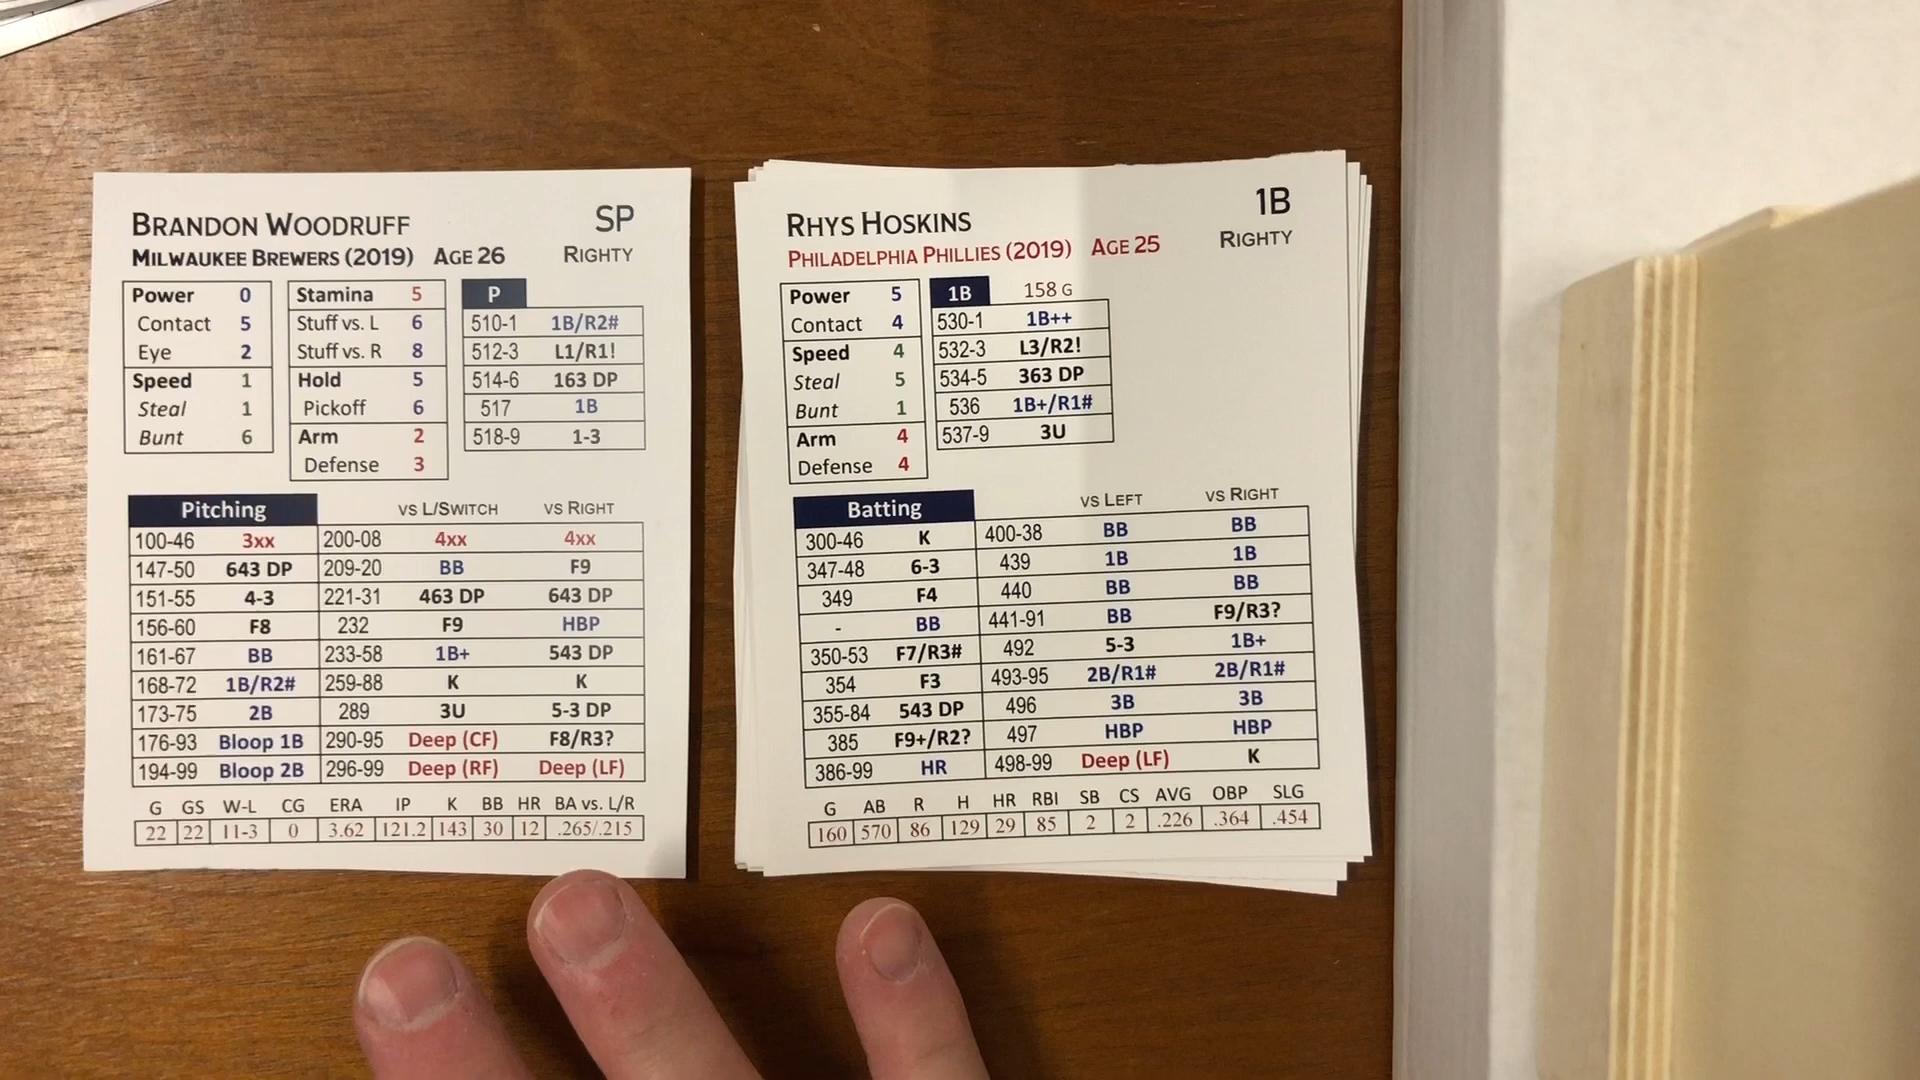 BRANDON WOODRUFF SP
MILWAUKEE BREWERS (2019) AGE 26 RIGHTY
Power 0
Contact 5
Eye 2
Speed 1
Steal 1
Bunt 6
Stamina 5
Stuff vs. L 6
Stuff vs. R 8
Hold 5
Pickoff 6
Arm 2
Defense 3
P
510-1 1B/R2#
512-3 L1/R1!
514-6 163 DP
517 1B
518-9 1-3
Pitching VS L/SWITCH VS RIGHT
100-46 3xx 200-08 4xx 4xx
147-50 643 DP 209-20 BB F9
151-55 4-3 221-31 463 DP 643 DP
156-60 F8 232 F9 HBP
161-67 BB 233-58 1B+ 543 DP
168-72 1B/R2# 259-88 K K
173-75 2B 289 3U 5-3 DP
176-93 Bloop 1B 290-95 Deep (CF) F8/R3?
194-99 Bloop 2B 296-99 Deep (RF) Deep (LF)
G GS W-L CG ERA IP K BB HR BA vs. L/R
22 22 11-3 0 3.62 121.2 143 30 12 .265/.215
RHYS HOSKINS 1B
PHILADELPHIA PHILLIES (2019) AGE 25 RIGHTY
Power 5
Contact 4
Speed 4
Steal 5
Bunt 1
Arm 4
Defense 4
1B 158 G
530-1 1B++
532-3 L3/R2!
534-5 363 DP
536 1B+/R1#
537-9 3U
Batting VS LEFT VS RIGHT
300-46 K 400-38 BB BB
347-48 6-3 439 1B 1B
349 F4 440 BB BB
- BB 441-91 BB F9/R3?
350-53 F7/R3# 492 5-3 1B+
354 F3 493-95 2B/R1# 2B/R1#
355-84 543 DP 496 3B 3B
385 F9+/R2? 497 HBP HBP
386-99 HR 498-99 Deep (LF) K
G AB R H HR RBI SB CS AVG OBP SLG
160 570 86 129 29 85 2 2 .226 .364 .454